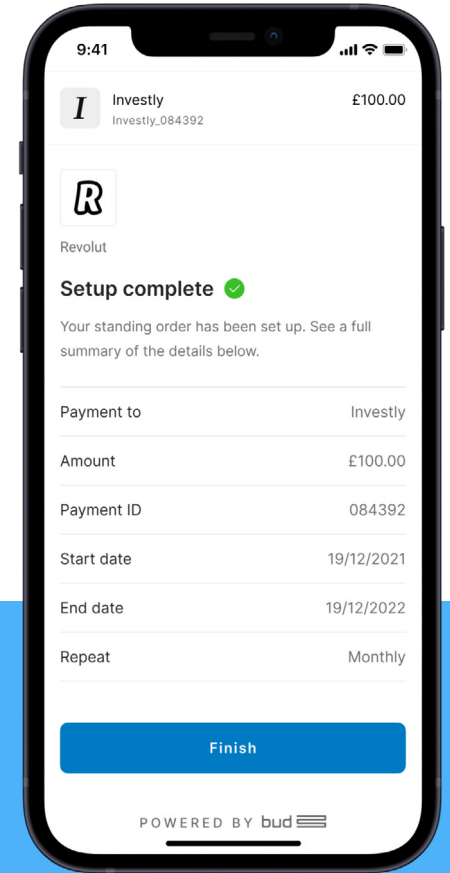 9:41
I
Investly
£100.00
Investly_084392
R
Revolut
Setup complete
Your standing order has been set up. See a full
summary of the details below.
Payment to Investly
Amount £100.00
Payment ID 084392
Start date 19/12/2021
End date 19/12/2022
Repeat Monthly
Finish
POWERED BY bud